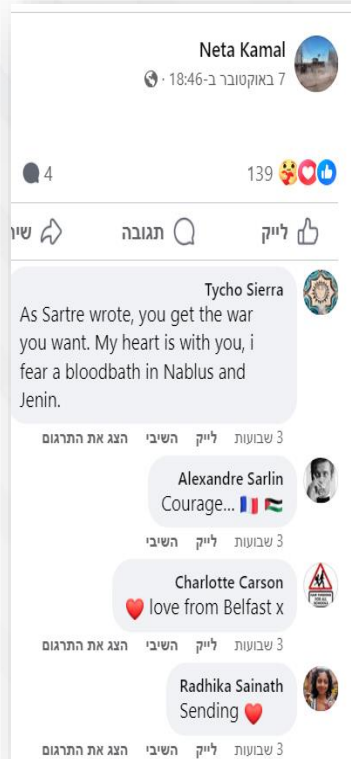 Neta Kamal
7 באוקטובר ב-18:46
139
4
לייק
תגובה
Tycho Sierra
As Sartre wrote, you get the war
you want. My heart is with you, i
fear a bloodbath in Nablus and
Jenin.
3 שבועות לייק השיבי הצג את התרגום
Alexandre Sarlin
Courage... 🇫🇷 🇵🇸
3 שבועות לייק השיבי
Charlotte Carson
❤️ love from Belfast x
3 שבועות לייק השיבי הצג את התרגום
Radhika Sainath
Sending ❤️
3 שבועות לייק השיבי הצג את התרגום